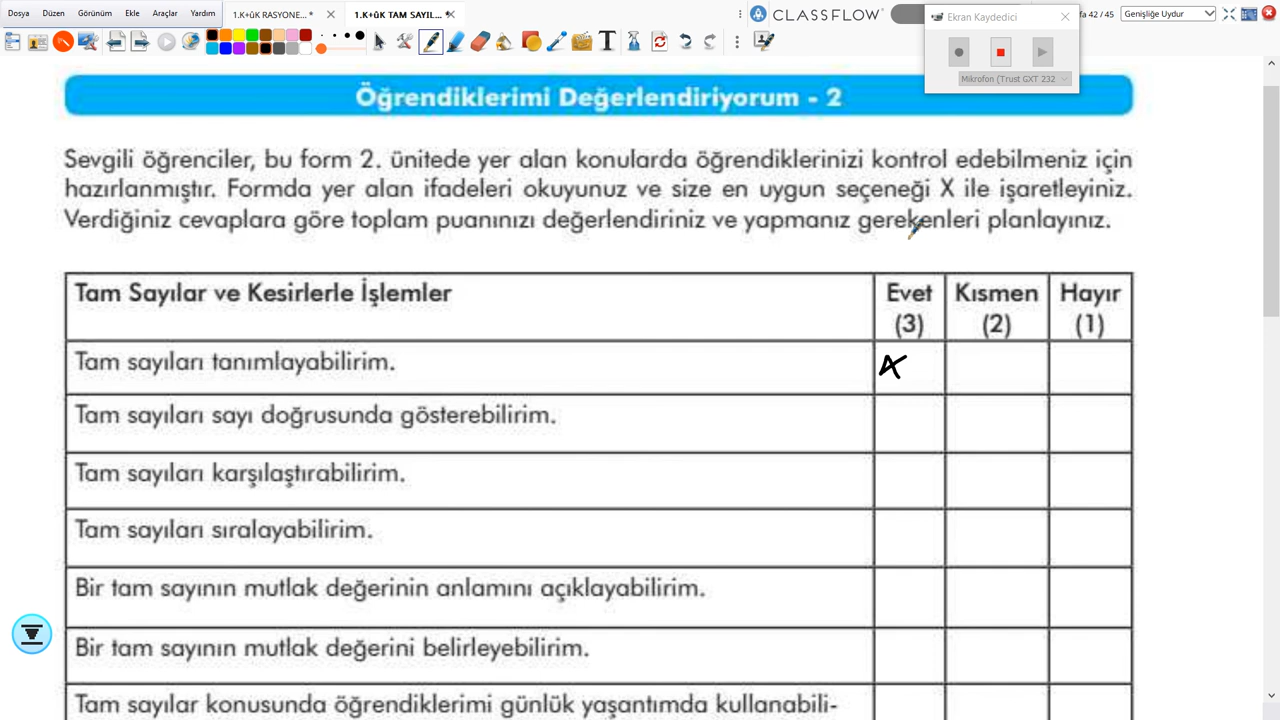 Dosya Düzen Görünüm Ekle Araçlar Yardım
1.K+ûK RASYONE... * × 1.K+ûK TAM SAYIL... *
CLASSFLOW
fa 42 / 45
Genişliğe Uydur
Ekran Kaydedici
Mikrofon (Trust GXT 232
Öğrendiklerimi Değerlendiriyorum - 2
Sevgili öğrenciler, bu form 2. ünitede yer alan konularda öğrendiklerinizi kontrol edebilmeniz için
hazırlanmıştır. Formda yer alan ifadeleri okuyunuz ve size en uygun seçeneği X ile işaretleyiniz.
Verdiğiniz cevaplara göre toplam puanınızı değerlendiriniz ve yapmanız gerekenleri planlayınız.
Tam Sayılar ve Kesirlerle İşlemler
Evet (3)
Kısmen (2)
Hayır (1)
Tam sayıları tanımlayabilirim. X
Tam sayıları sayı doğrusunda gösterebilirim.
Tam sayıları karşılaştırabilirim.
Tam sayıları sıralayabilirim.
Bir tam sayının mutlak değerinin anlamını açıklayabilirim.
Bir tam sayının mutlak değerini belirleyebilirim.
Tam sayılar konusunda öğrendiklerimi günlük yaşantımda kullanabili-